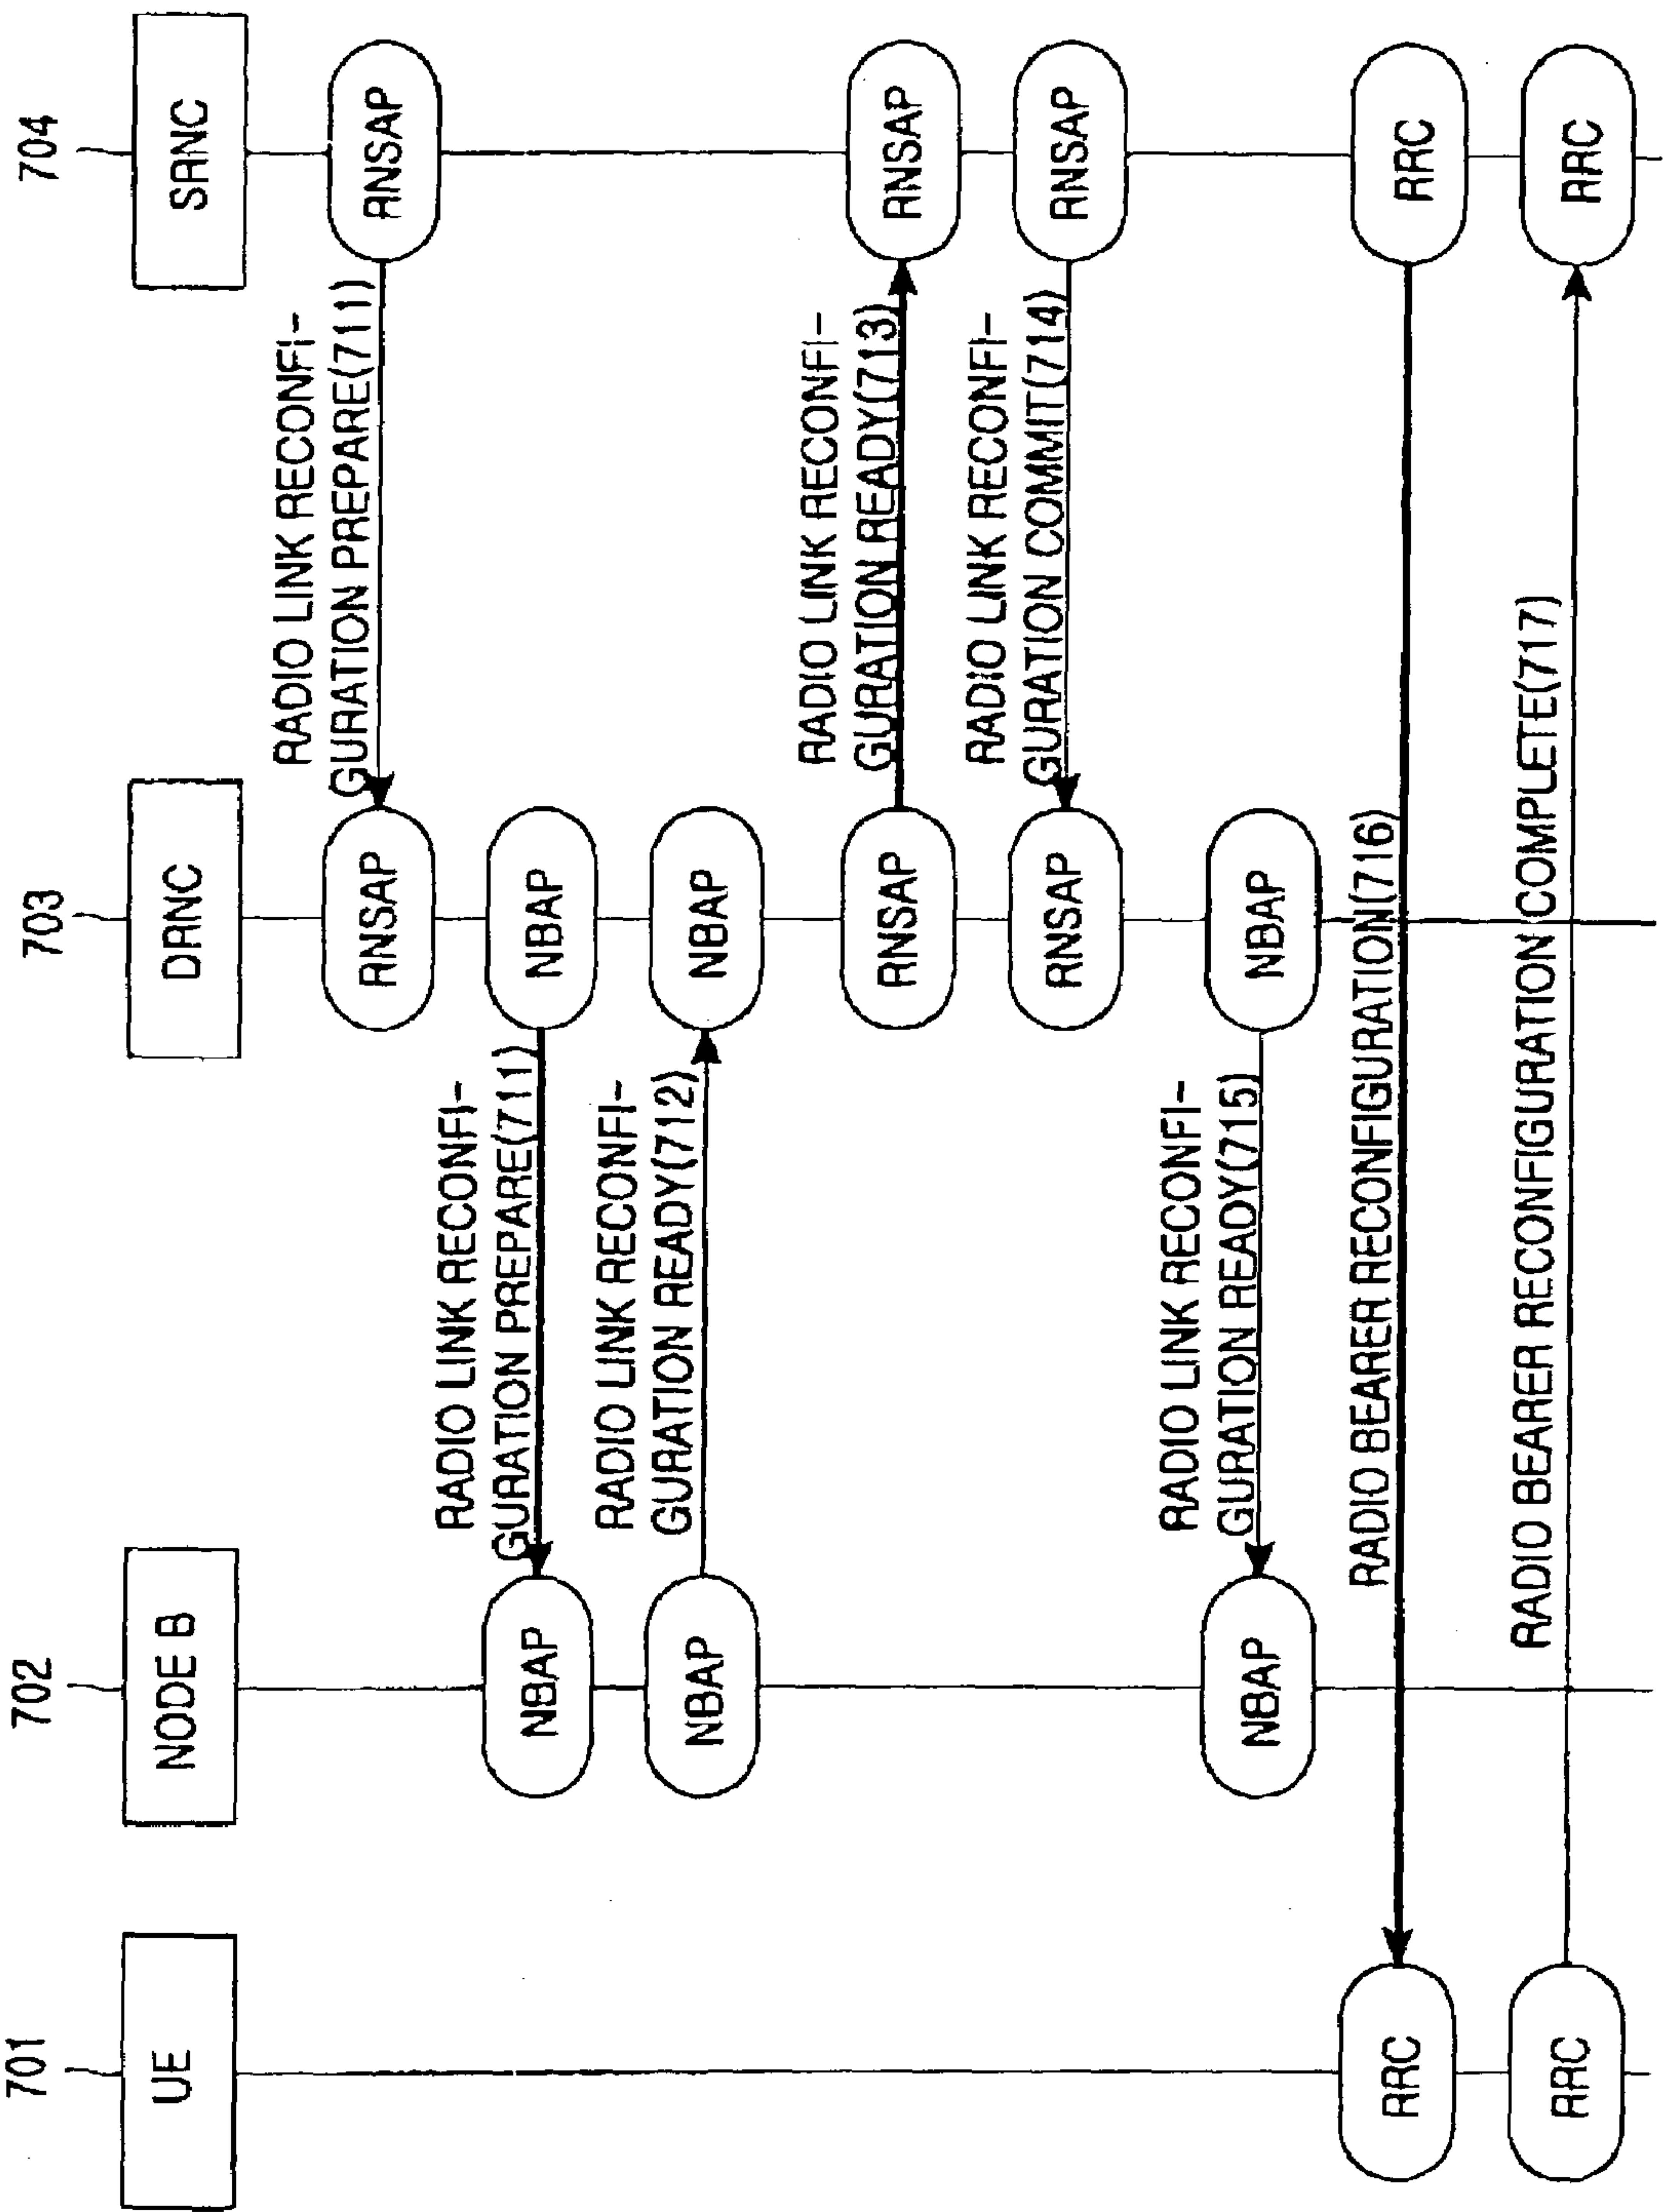 701
702
703
704
UE
NODE B
DRNC
SRNC
RNSAP
RADIO LINK RECONFI-
GURATION PREPARE(711)
RNSAP
NBAP
RADIO LINK RECONFI-
GURATION PREPARE(711)
NBAP
NBAP
RADIO LINK RECONFI-
GURATION READY(712)
NBAP
RNSAP
RADIO LINK RECONFI-
GURATION READY(713)
RNSAP
RNSAP
RADIO LINK RECONFI-
GURATION COMMIT(714)
RNSAP
NBAP
RADIO LINK RECONFI-
GURATION READY(715)
NBAP
RRC
RADIO BEARER RECONFIGURATION(716)
RRC
RRC
RADIO BEARER RECONFIGURATION COMPLETE(717)
RRC